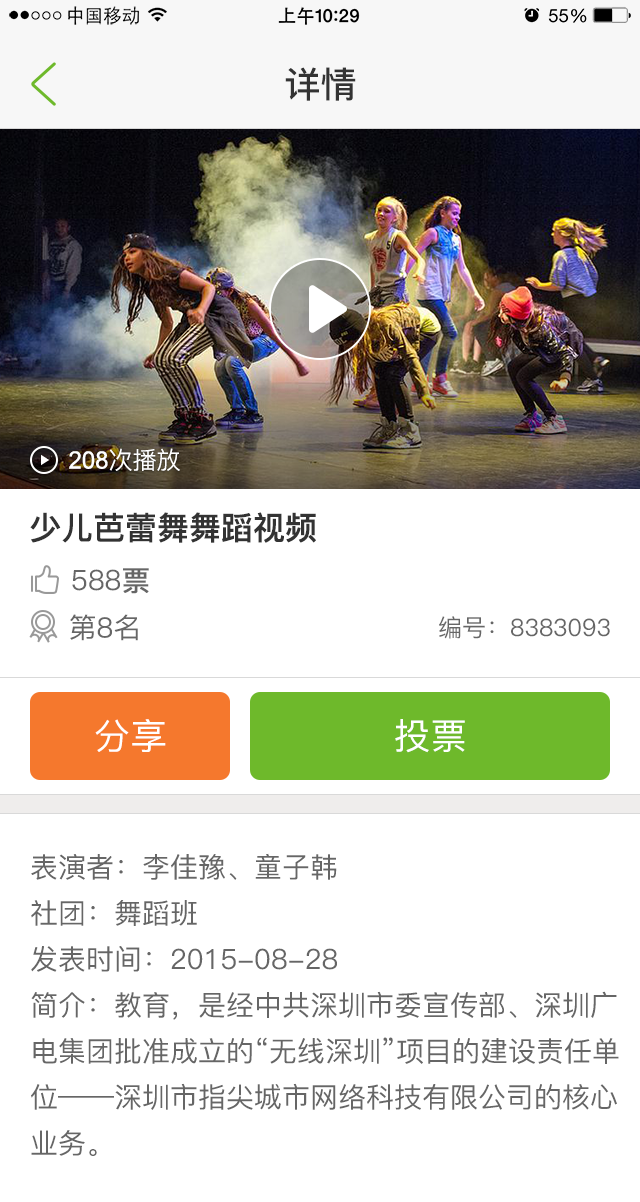 中国移动 上午10:29 55%
详情
208次播放
少儿芭蕾舞舞蹈视频
588票
第8名 编号：8383093
分享 投票
表演者：李佳豫、童子韩
社团：舞蹈班
发表时间：2015-08-28
简介：教育，是经中共深圳市委宣传部、深圳广
电集团批准成立的“无线深圳”项目的建设责任单
位——深圳市指尖城市网络科技有限公司的核心
业务。